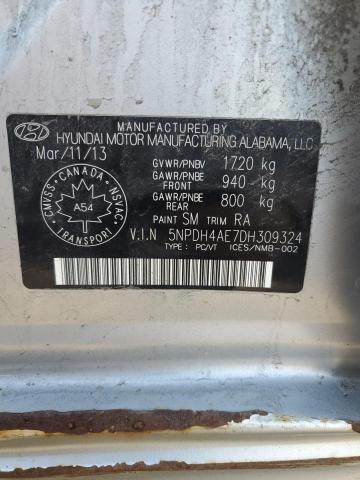 MANUFACTURED BY
HYUNDAI MOTOR MANUFACTURING ALABAMA, LLC
Mar/11/13
GVWR/PNBV 1720 kg
GAWR/PNBE FRONT 940 kg
GAWR/PNBE REAR 800 kg
PAINT SM TRIM RA
V.I.N 5NPDH4AE7DH309324
TYPE : PC/VT ICES/NMB-002
CMVSS - CANADA - NSVAC
A54
TRANSPORT